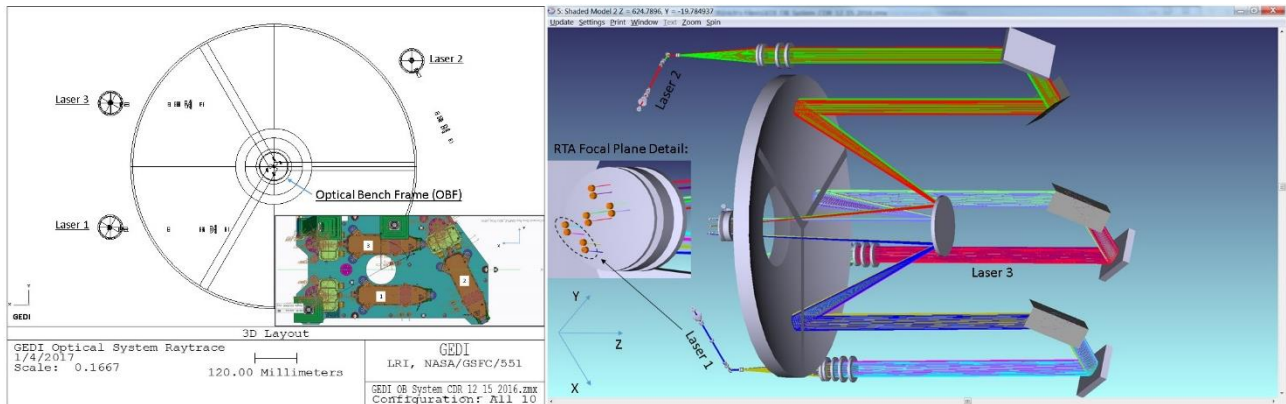 Laser 2
Laser 3
Laser 1
Optical Bench Frame (OBF)
3
1
2
GEDI
3D Layout
GEDI Optical System Raytrace
1/4/2017
Scale: 0.1667
120.00 Millimeters
GEDI
LRI, NASA/GSFC/551
GEDI OB System CDR 12 15 2016.zmx
Configuration: All 10
5: Shaded Model 2 Z = 624.7896, Y = -19.784937
Update Settings Print Window Text Zoom Spin
Laser 2
RTA Focal Plane Detail:
Laser 3
Laser 1
Y
Z
X